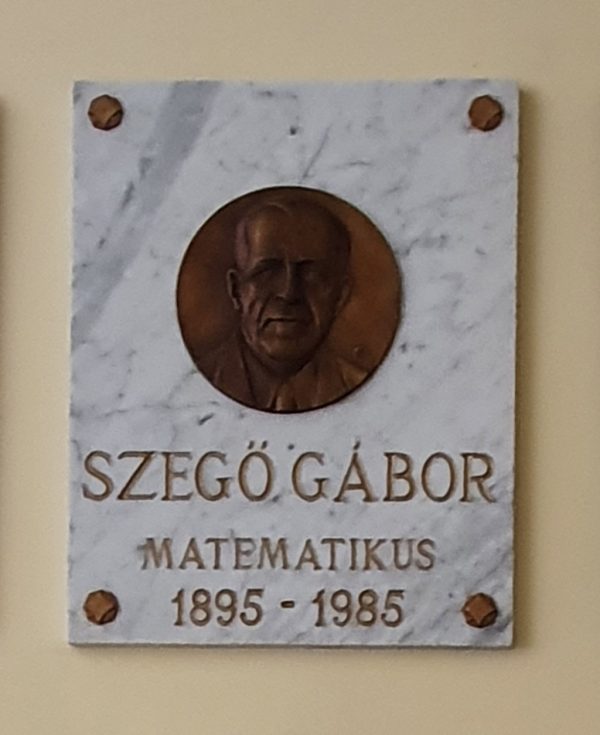 SZEGŐ GÁBOR
MATEMATIKUS
1895 - 1985